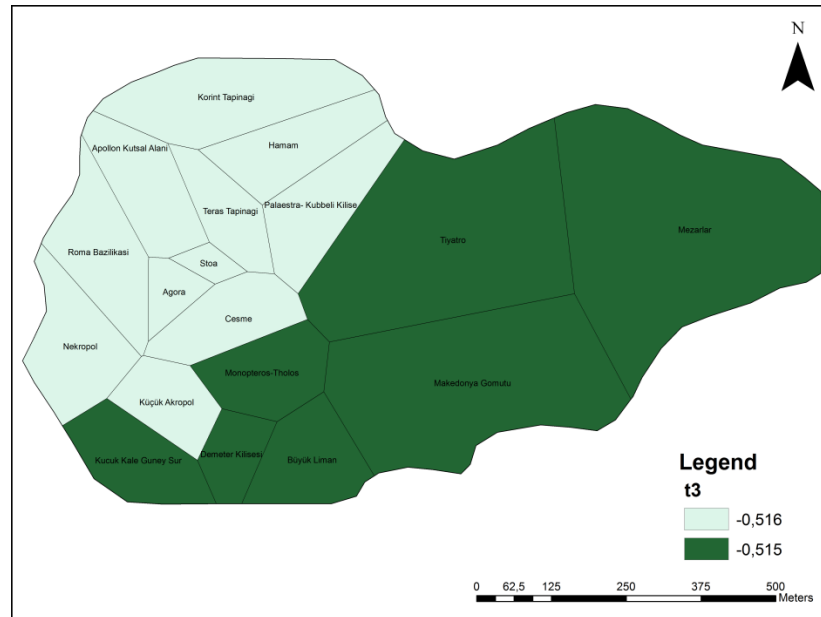 N
Korint Tapinagi
Hamam
Apollon Kutsal Alani
Palaestra- Kubbeli Kilise
Teras Tapinagi
Mezarlar
Tiyatro
Roma Bazilikasi
Stoa
Agora
Cesme
Nekropol
Monopteros-Tholos
Makedonya Gomutu
Küçük Akropol
Kucuk Kale Guney Sur
Demeter Kilisesi
Büyük Liman
Legend
t3
-0,516
-0,515
0 62,5 125 250 375 500
Meters